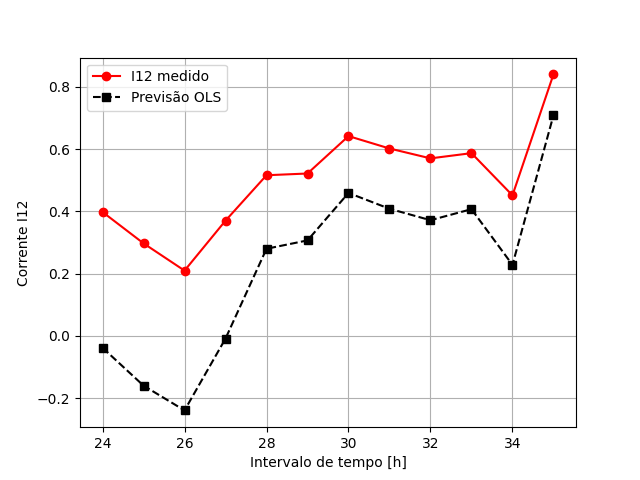 I12 medido
Previsão OLS
0.8
0.6
0.4
0.2
0.0
−0.2
Corrente I12
24 26 28 30 32 34
Intervalo de tempo [h]